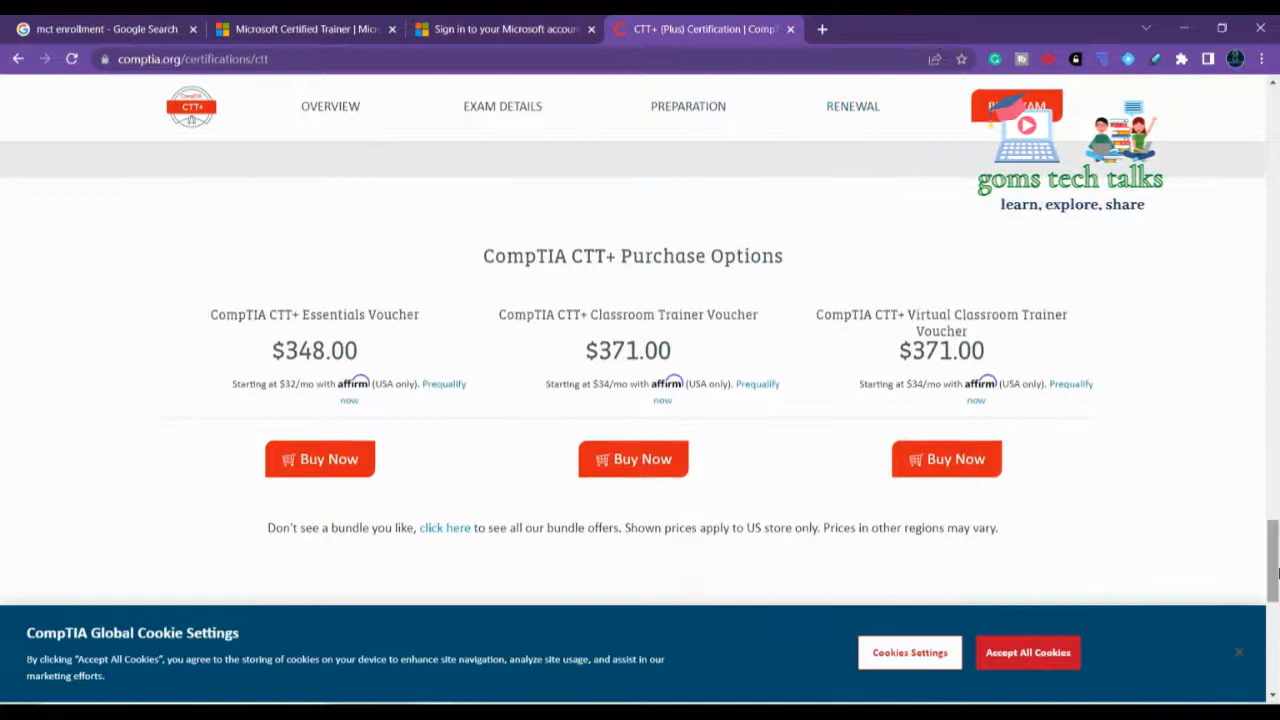 mct enrollment - Google Search
Microsoft Certified Trainer | Micr
Sign in to your Microsoft accoun
CTT+ (Plus) Certification | CompT
comptia.org/certifications/ctt
CompTIA
CTT+
OVERVIEW
EXAM DETAILS
PREPARATION
RENEWAL
goms tech talks
learn, explore, share
CompTIA CTT+ Purchase Options
CompTIA CTT+ Essentials Voucher
$348.00
Starting at $32/mo with affirm (USA only). Prequalify
now
Buy Now
CompTIA CTT+ Classroom Trainer Voucher
$371.00
Starting at $34/mo with affirm (USA only). Prequalify
now
Buy Now
CompTIA CTT+ Virtual Classroom Trainer
Voucher
$371.00
Starting at $34/mo with affirm (USA only). Prequalify
now
Buy Now
Don't see a bundle you like, click here to see all our bundle offers. Shown prices apply to US store only. Prices in other regions may vary.
CompTIA Global Cookie Settings
By clicking "Accept All Cookies", you agree to the storing of cookies on your device to enhance site navigation, analyze site usage, and assist in our
marketing efforts.
Cookies Settings
Accept All Cookies